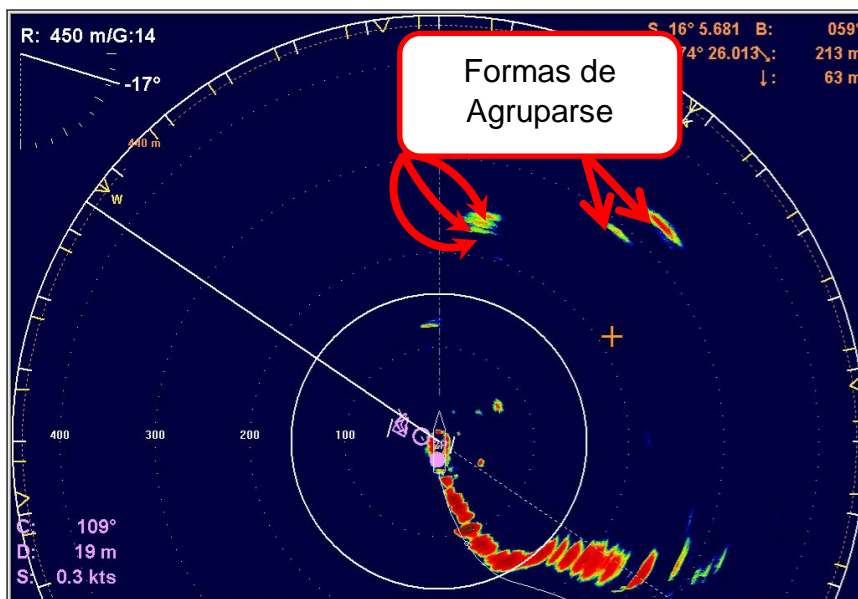 R: 450 m/G:14
-17°
440 m
S 16° 5.681 B: 059°
74° 26.013 ↘: 213 m
↓: 63 m
Formas de
Agruparse
W
400 300 200 100
C: 109°
D: 19 m
S: 0.3 kts